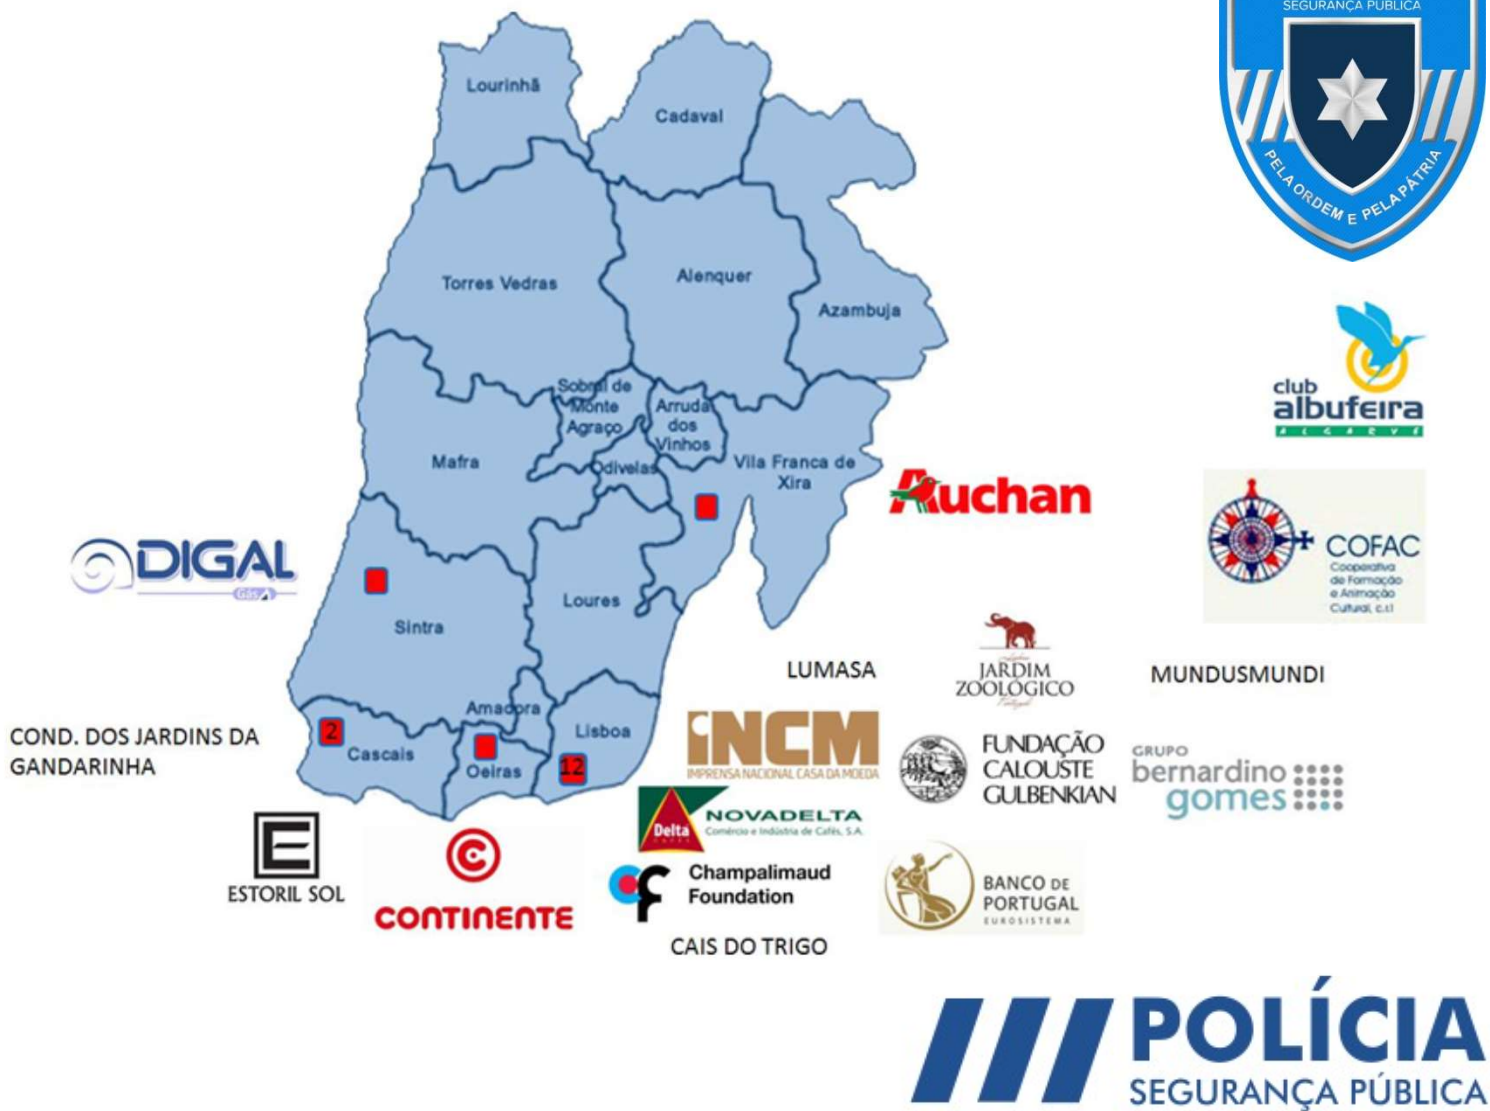 SEGURANÇA PÚBLICA
PELA ORDEM E PELA PÁTRIA
Lourinhã
Cadaval
Torres Vedras
Alenquer
Azambuja
Sobral de
Monte
Agraço
Arruda
dos
Vinhos
Mafra
Odivelas
Vila Franca de
Xira
Loures
Sintra
Amadora
Lisboa
Cascais
Oeiras
2
12
club
albufeira
ALGARVE
Auchan
COFAC
Cooperativa
de Formação
e Animação
Cultural, c.r.l
DIGAL
Gás
LUMASA
JARDIM
ZOOLÓGICO
Portugal
MUNDUSMUNDI
COND. DOS JARDINS DA
GANDARINHA
INCM
IMPRENSA NACIONAL CASA DA MOEDA
FUNDAÇÃO
CALOUSTE
GULBENKIAN
GRUPO
bernardino
gomes
Delta
CAFÉS
NOVADELTA
Comércio e Indústria de Cafés, S.A.
ESTORIL SOL
CONTINENTE
Champalimaud
Foundation
BANCO DE
PORTUGAL
EUROSISTEMA
CAIS DO TRIGO
POLÍCIA
SEGURANÇA PÚBLICA